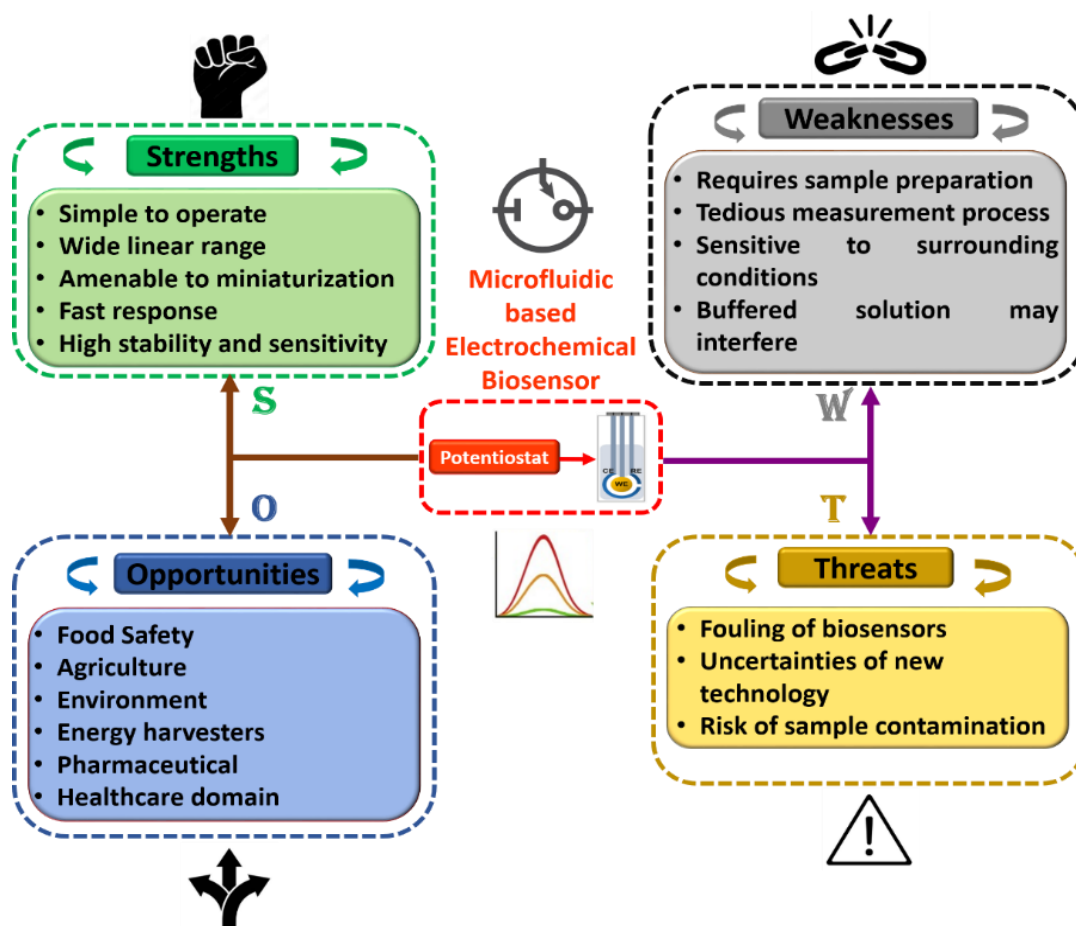 Strengths
• Simple to operate
• Wide linear range
• Amenable to miniaturization
• Fast response
• High stability and sensitivity
S
Weaknesses
• Requires sample preparation
• Tedious measurement process
• Sensitive to surrounding
conditions
• Buffered solution may
interfere
W
Microfluidic
based
Electrochemical
Biosensor
Potentiostat
CE RE
WE
O
Opportunities
• Food Safety
• Agriculture
• Environment
• Energy harvesters
• Pharmaceutical
• Healthcare domain
T
Threats
• Fouling of biosensors
• Uncertainties of new
technology
• Risk of sample contamination